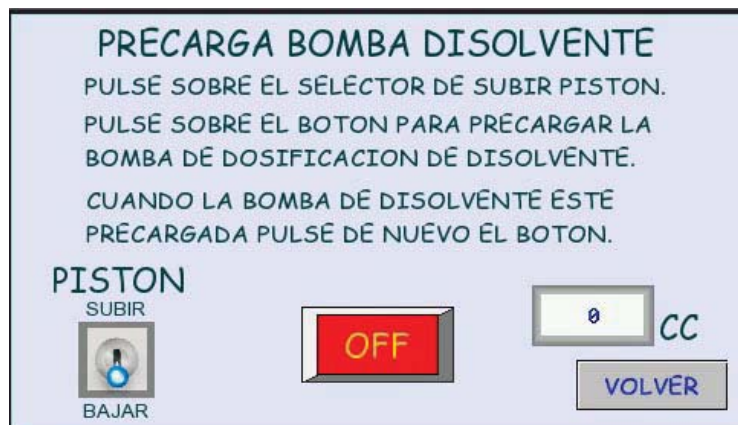 PRECARGA BOMBA DISOLVENTE
PULSE SOBRE EL SELECTOR DE SUBIR PISTON.
PULSE SOBRE EL BOTON PARA PRECARGAR LA
BOMBA DE DOSIFICACION DE DISOLVENTE.
CUANDO LA BOMBA DE DISOLVENTE ESTE
PRECARGADA PULSE DE NUEVO EL BOTON.
PISTON
SUBIR
BAJAR
OFF
0 CC
VOLVER